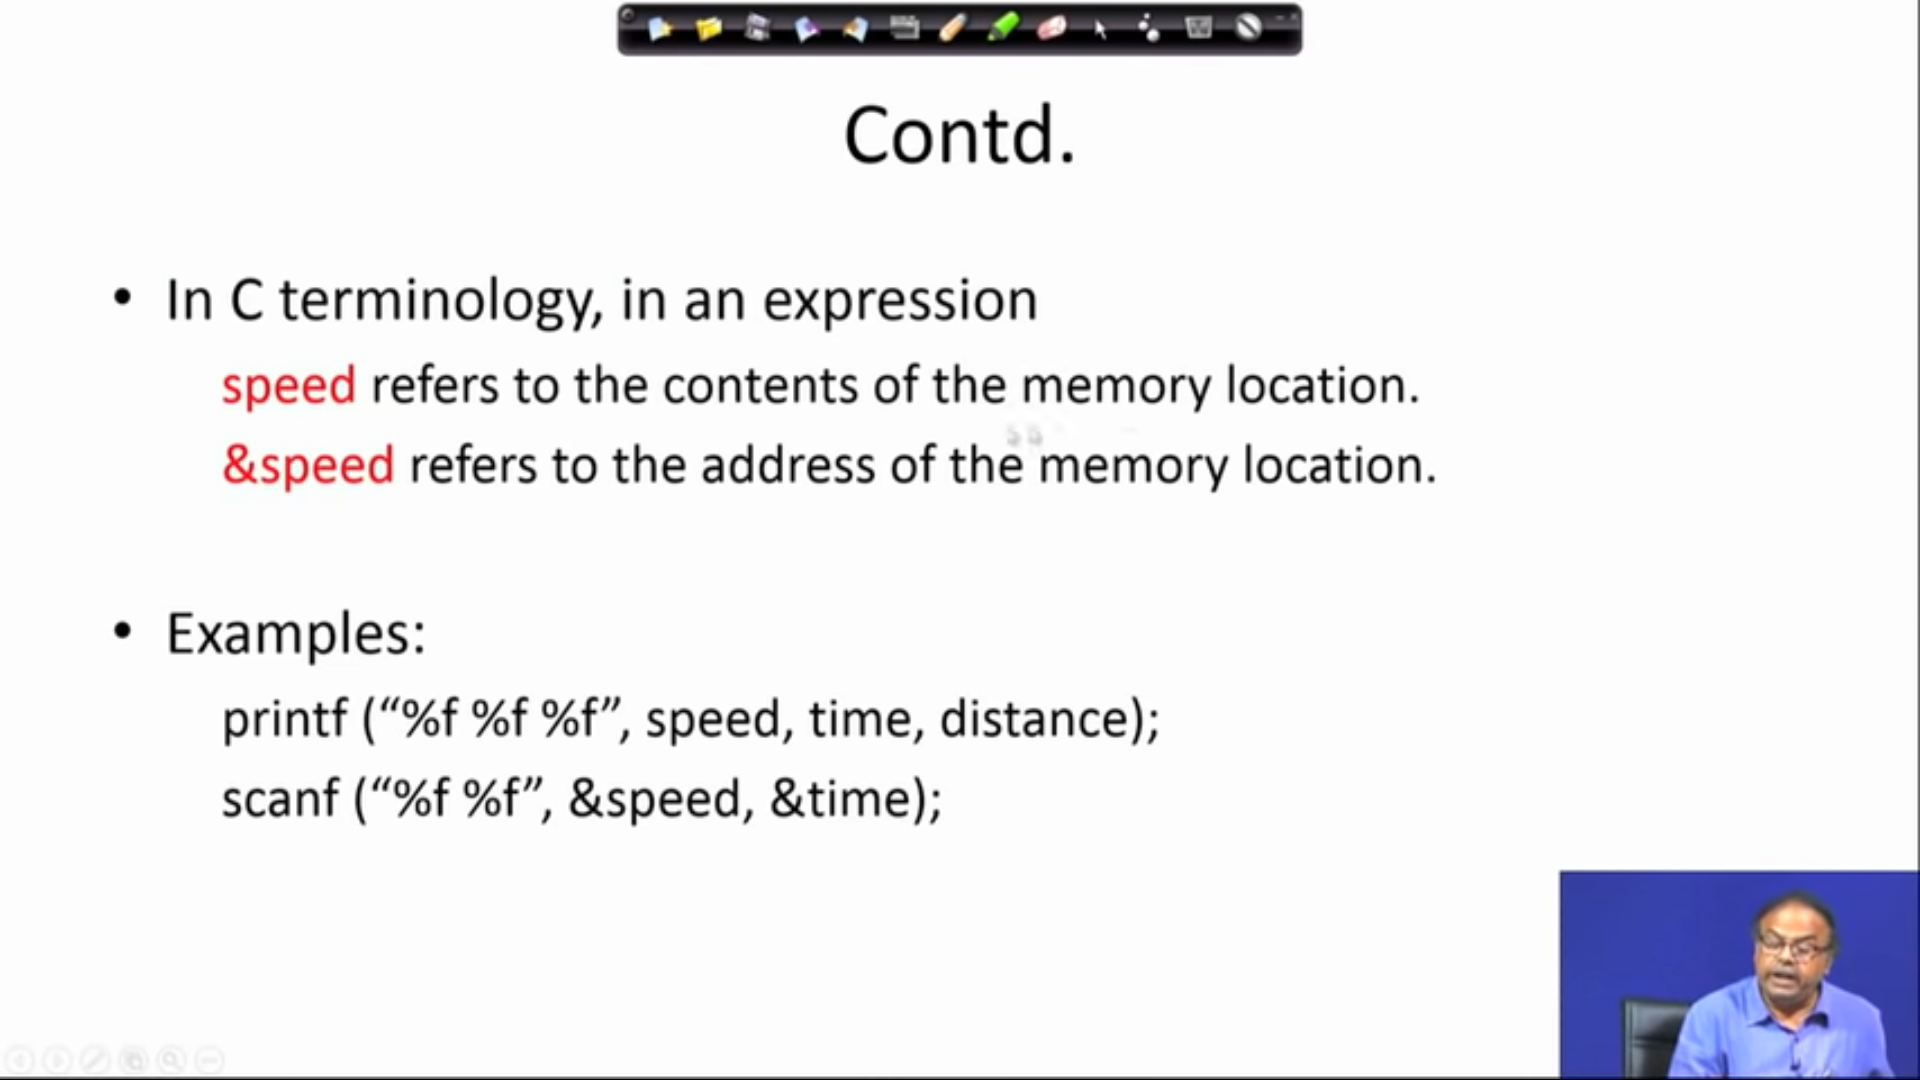 Contd.
• In C terminology, in an expression
speed refers to the contents of the memory location.
&speed refers to the address of the memory location.
• Examples:
printf (“%f %f %f”, speed, time, distance);
scanf (“%f %f”, &speed, &time);